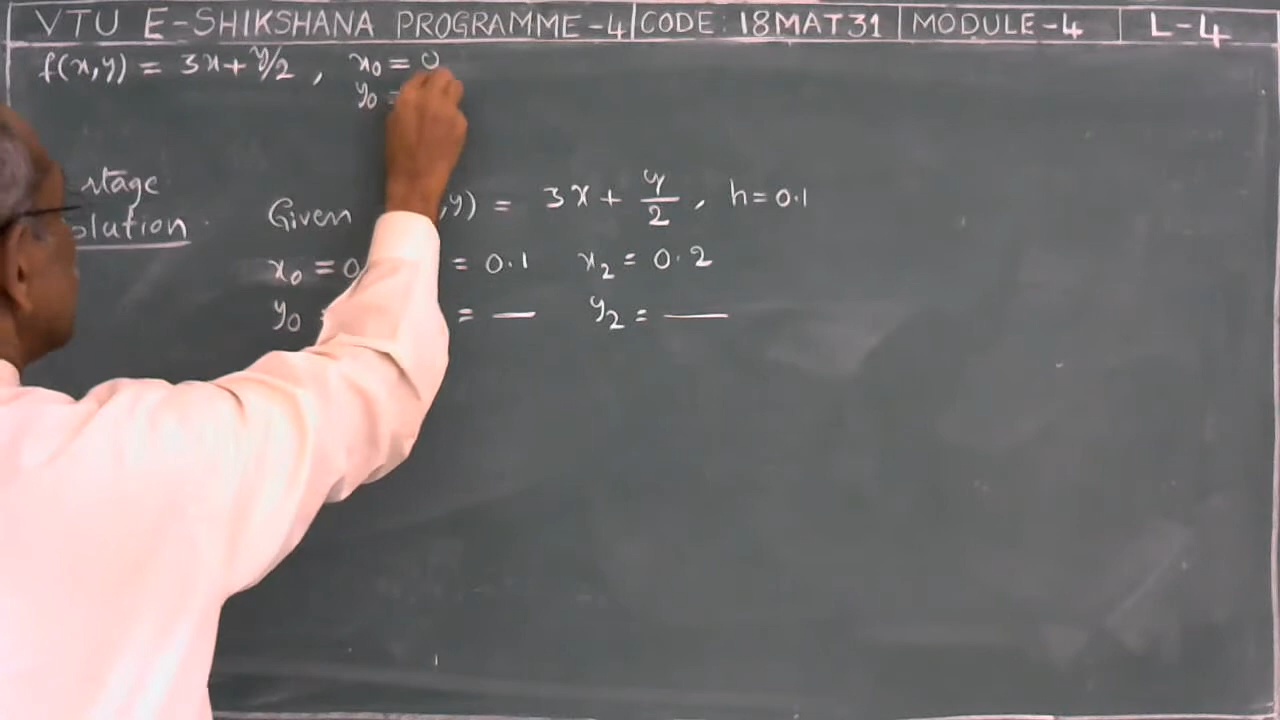 VTU E-SHIKSHANA PROGRAMME-4 CODE: 18MAT31 MODULE-4 L-4
f(x,y) = 3x+y/2 , x₀ = 0
y₀ =
stage
Given ,y) = 3x + y/2 , h=0.1
olution.
x₀ = 0 = 0.1 x₂ = 0.2
y₀ = — y₂ = —